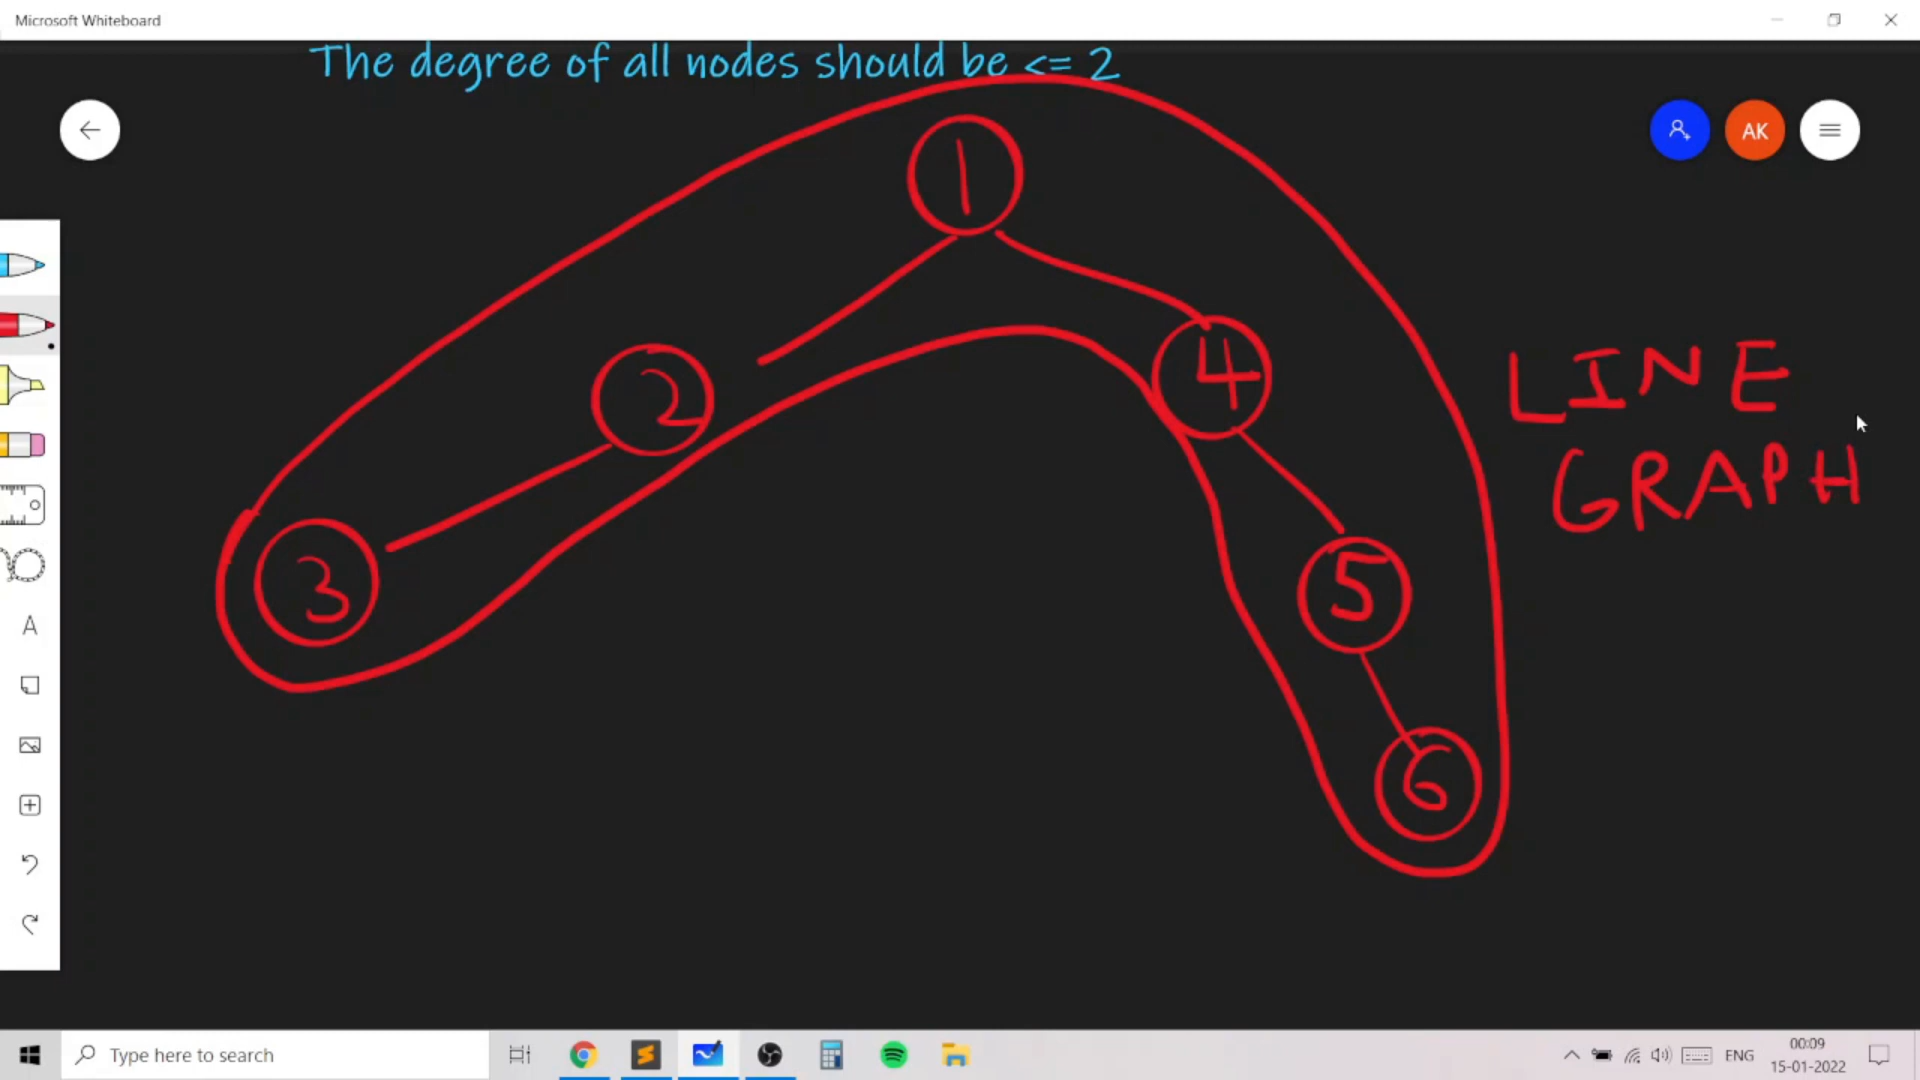 Microsoft Whiteboard
The degree of all nodes should be <= 2
AK
1
2
4
3
5
6
LINE
GRAPH
A
Type here to search
ENG
00:09
15-01-2022